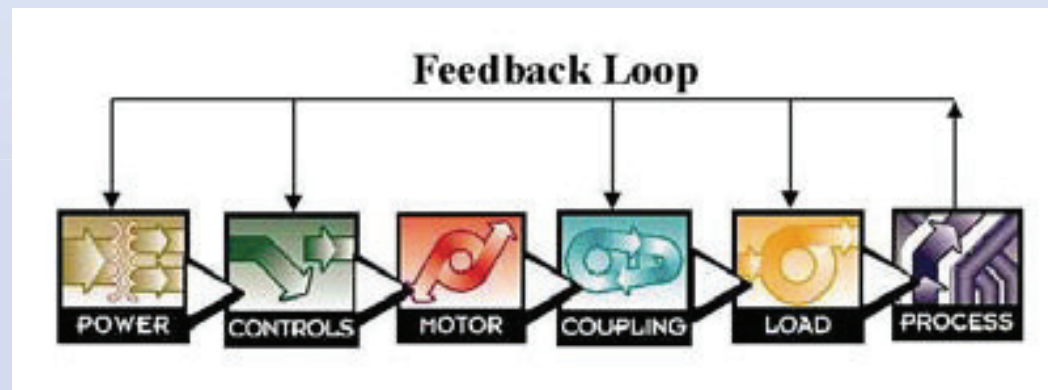 Feedback Loop
POWER
CONTROLS
MOTOR
COUPLING
LOAD
PROCESS